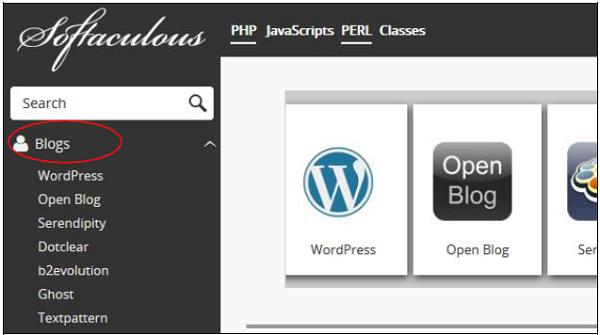 Softaculous
PHP JavaScripts PERL Classes
Search
Blogs
WordPress
Open Blog
Serendipity
Dotclear
b2evolution
Ghost
Textpattern
W
WordPress
Open
Blog
Open Blog
Ser